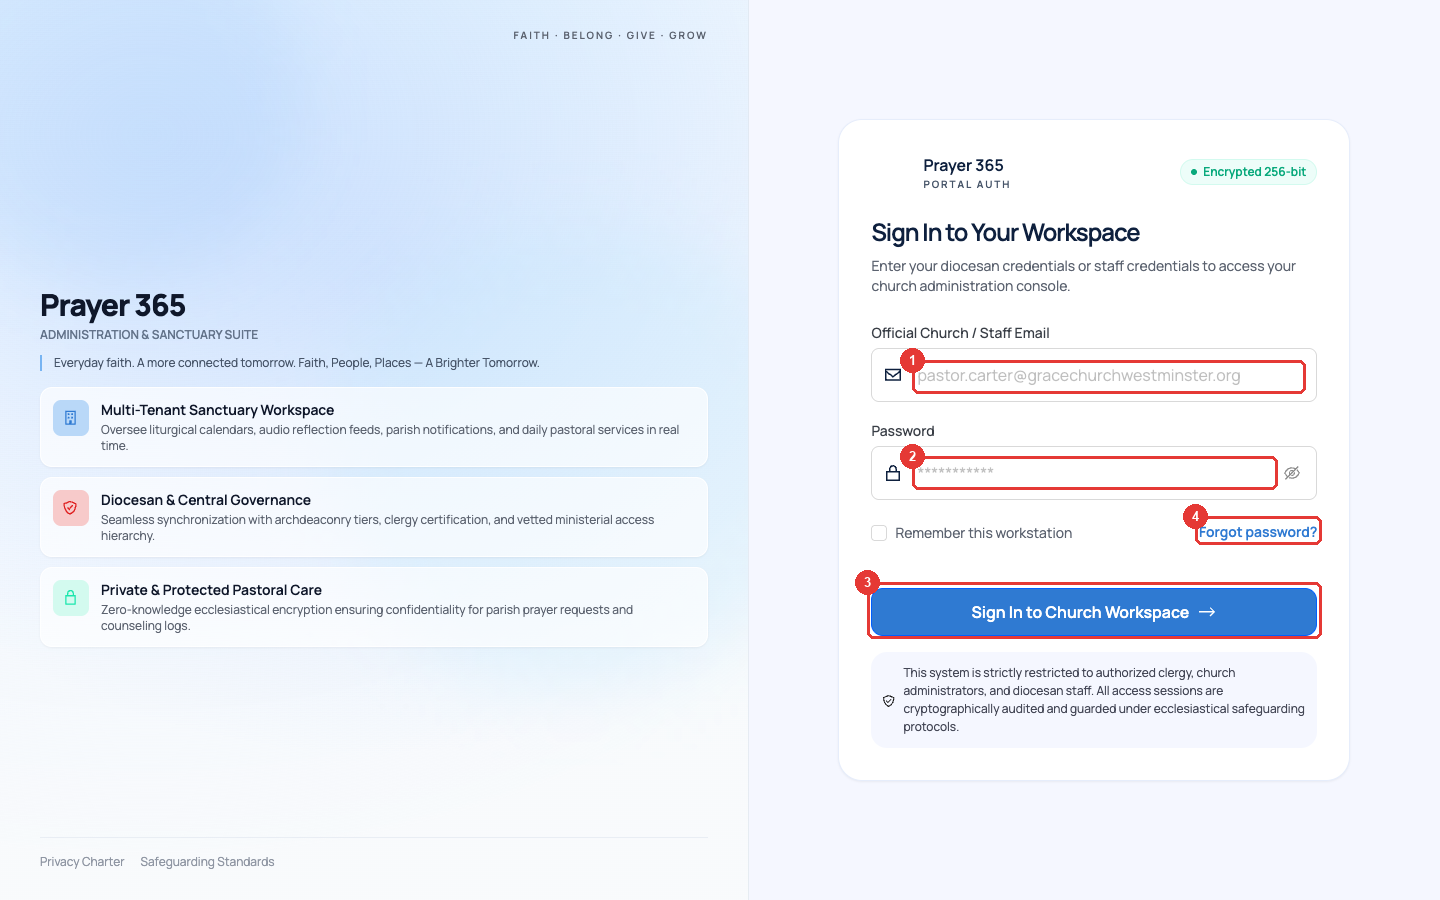 FAITH · BELONG · GIVE · GROW
Prayer 365
ADMINISTRATION & SANCTUARY SUITE
Everyday faith. A more connected tomorrow. Faith, People, Places — A Brighter Tomorrow.
Multi-Tenant Sanctuary Workspace
Oversee liturgical calendars, audio reflection feeds, parish notifications, and daily pastoral services in real
time.
Diocesan & Central Governance
Seamless synchronization with archdeaconry tiers, clergy certification, and vetted ministerial access
hierarchy.
Private & Protected Pastoral Care
Zero-knowledge ecclesiastical encryption ensuring confidentiality for parish prayer requests and
counseling logs.
Privacy Charter Safeguarding Standards
Prayer 365
PORTAL AUTH
Encrypted 256-bit
Sign In to Your Workspace
Enter your diocesan credentials or staff credentials to access your
church administration console.
Official Church / Staff Email
1
pastor.carter@gracechurchwestminster.org
Password
2
***********
Remember this workstation
4
Forgot password?
3
Sign In to Church Workspace →
This system is strictly restricted to authorized clergy, church
administrators, and diocesan staff. All access sessions are
cryptographically audited and guarded under ecclesiastical safeguarding
protocols.